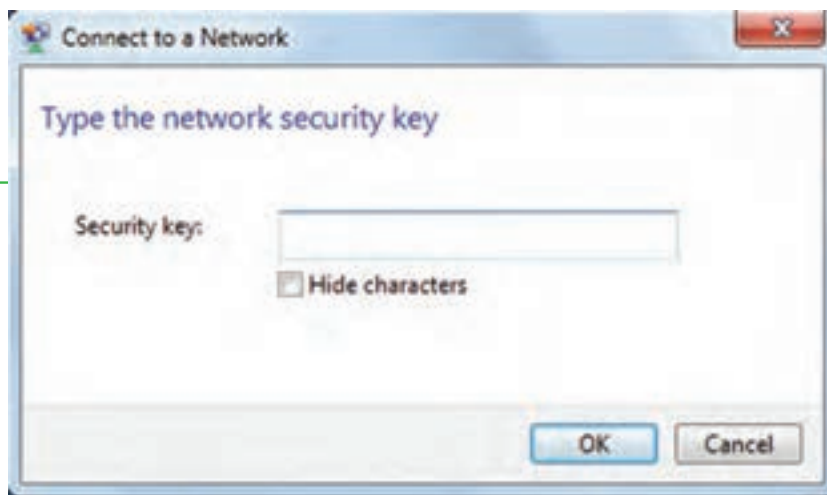 Connect to a Network
Type the network security key
Security key:
Hide characters
OK
Cancel